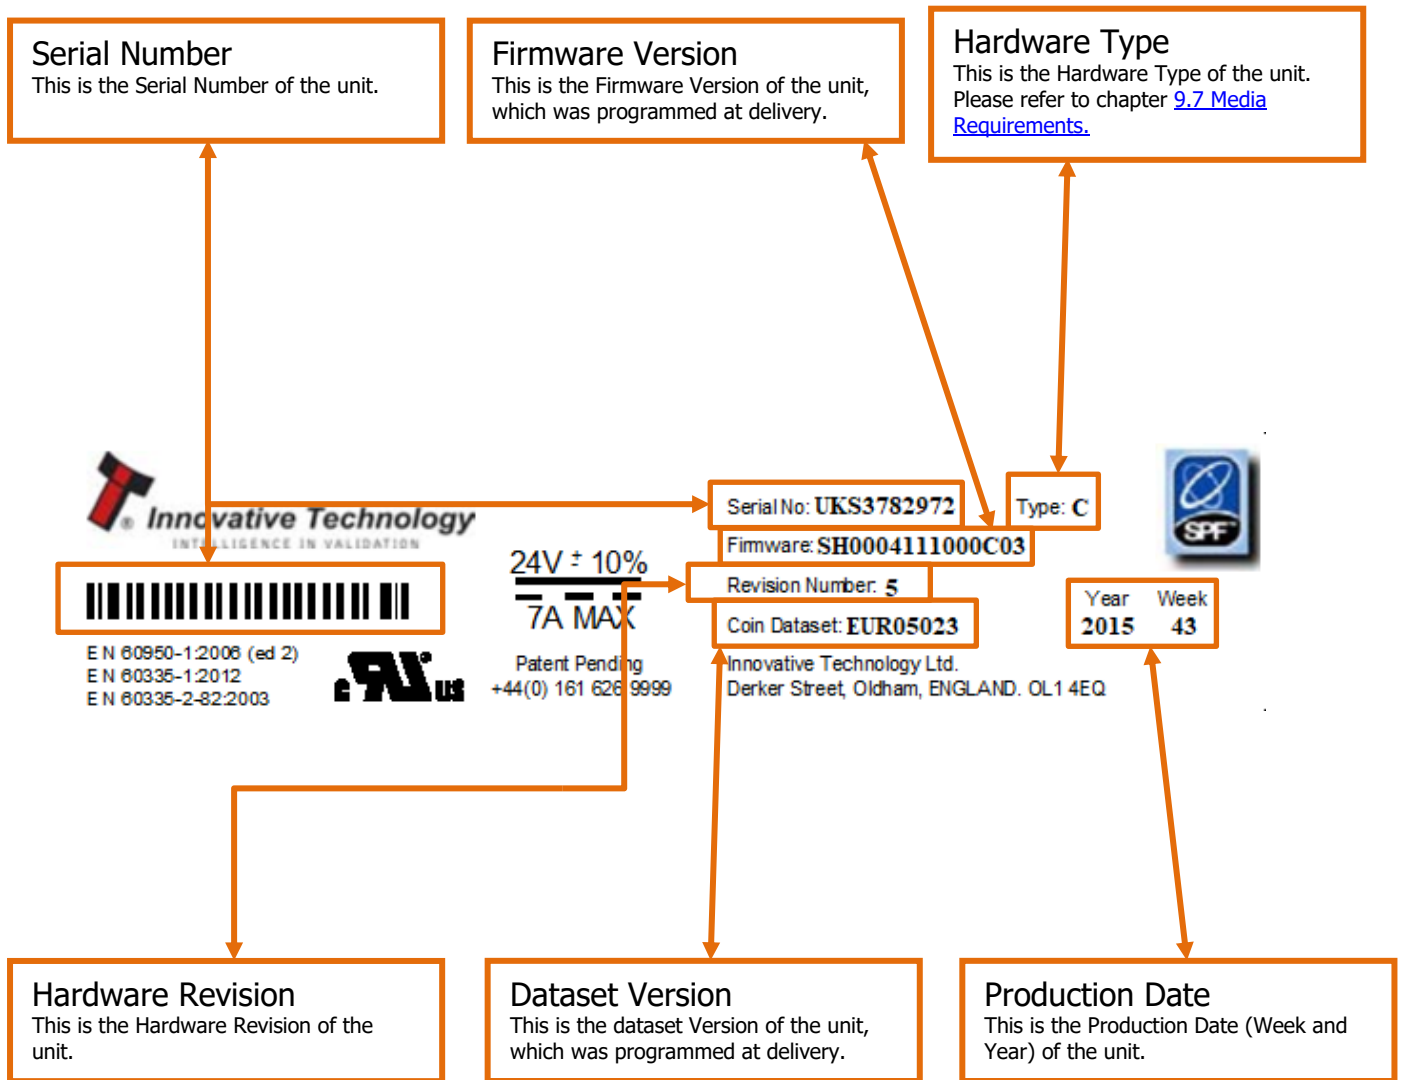 Serial Number
This is the Serial Number of the unit.
Firmware Version
This is the Firmware Version of the unit,
which was programmed at delivery.
Hardware Type
This is the Hardware Type of the unit.
Please refer to chapter 9.7 Media
Requirements.
Innovative Technology
INTELLIGENCE IN VALIDATION
EN 60950-1:2006 (ed 2)
EN 60335-1:2012
EN 60335-2-82:2003
c RU us
24V ± 10%
7A MAX
Patent Pending
+44(0) 161 626 9999
Serial No: UKS3782972
Type: C
Firmware: SH0004111000C03
Revision Number: 5
Coin Dataset: EUR05023
Innovative Technology Ltd.
Derker Street, Oldham, ENGLAND. OL1 4EQ
SPF™
Year Week
2015 43
Hardware Revision
This is the Hardware Revision of the
unit.
Dataset Version
This is the dataset Version of the unit,
which was programmed at delivery.
Production Date
This is the Production Date (Week and
Year) of the unit.